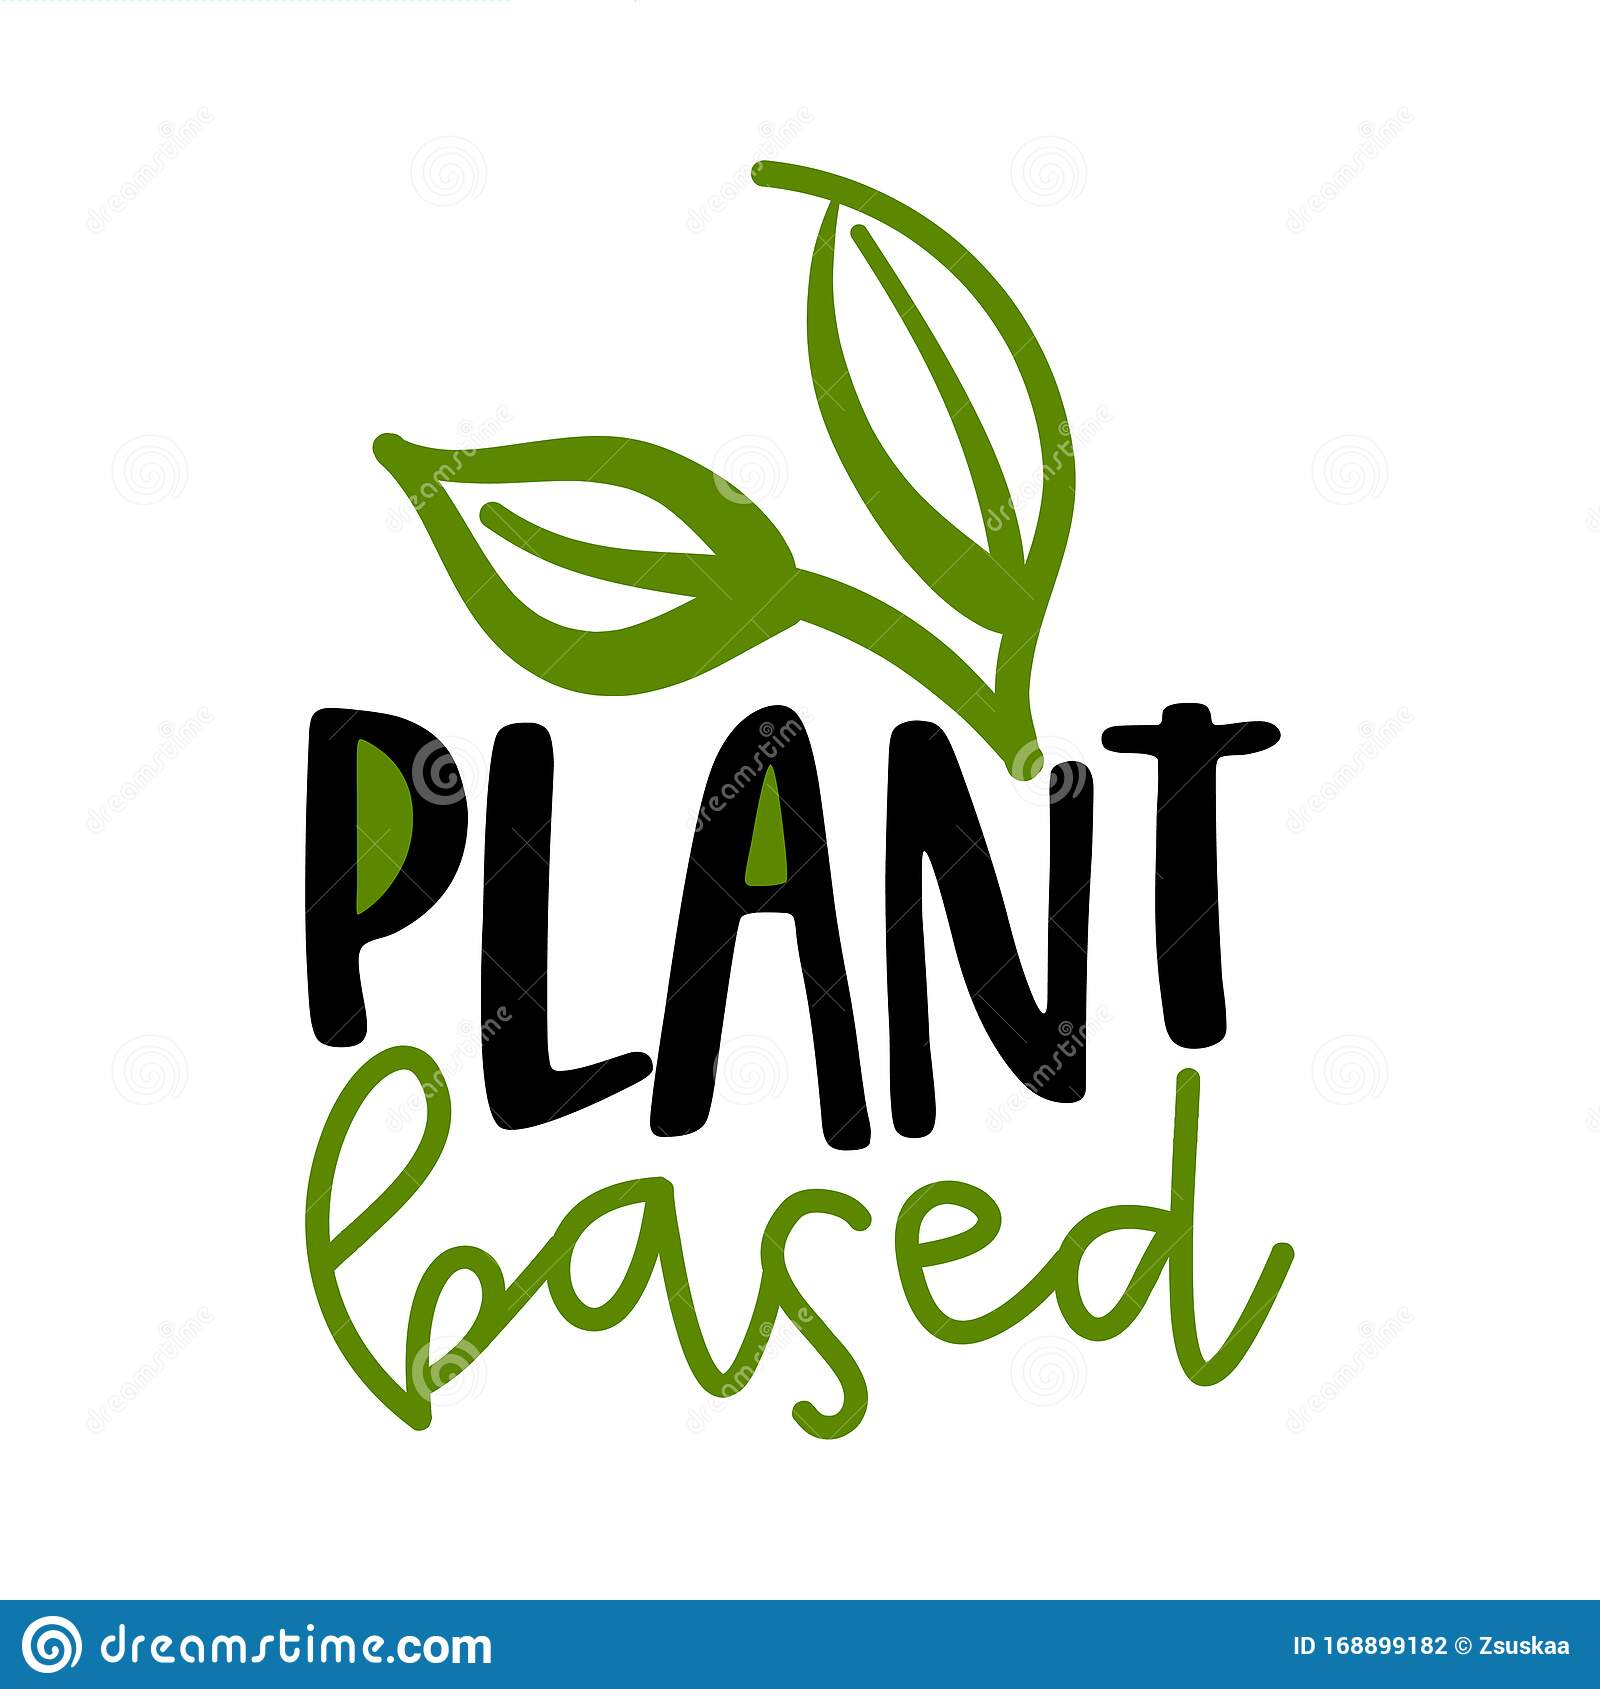 PLANT
based
dreamstime.com
ID 168899182 © Zsuskaa